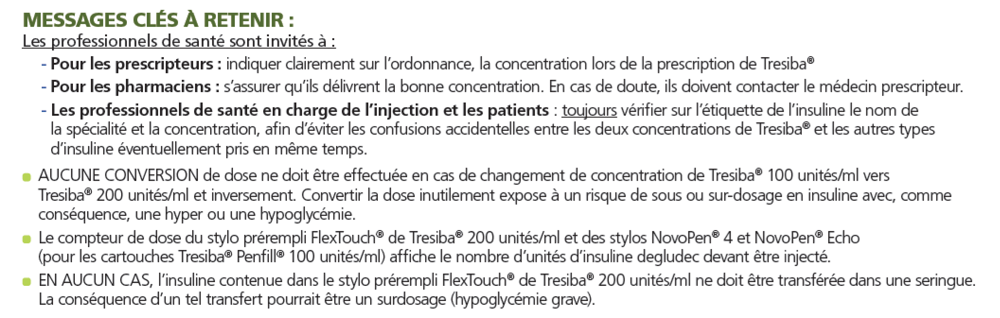 MESSAGES CLÉS À RETENIR :
Les professionnels de santé sont invités à :
- Pour les prescripteurs : indiquer clairement sur l'ordonnance, la concentration lors de la prescription de Tresiba®
- Pour les pharmaciens : s'assurer qu'ils délivrent la bonne concentration. En cas de doute, ils doivent contacter le médecin prescripteur.
- Les professionnels de santé en charge de l'injection et les patients : toujours vérifier sur l'étiquette de l'insuline le nom de
la spécialité et la concentration, afin d'éviter les confusions accidentelles entre les deux concentrations de Tresiba® et les autres types
d'insuline éventuellement pris en même temps.
AUCUNE CONVERSION de dose ne doit être effectuée en cas de changement de concentration de Tresiba® 100 unités/ml vers
Tresiba® 200 unités/ml et inversement. Convertir la dose inutilement expose à un risque de sous ou sur-dosage en insuline avec, comme
conséquence, une hyper ou une hypoglycémie.
Le compteur de dose du stylo prérempli FlexTouch® de Tresiba® 200 unités/ml et des stylos NovoPen® 4 et NovoPen® Echo
(pour les cartouches Tresiba® Penfill® 100 unités/ml) affiche le nombre d'unités d'insuline degludec devant être injecté.
EN AUCUN CAS, l'insuline contenue dans le stylo prérempli FlexTouch® de Tresiba® 200 unités/ml ne doit être transférée dans une seringue.
La conséquence d'un tel transfert pourrait être un surdosage (hypoglycémie grave).